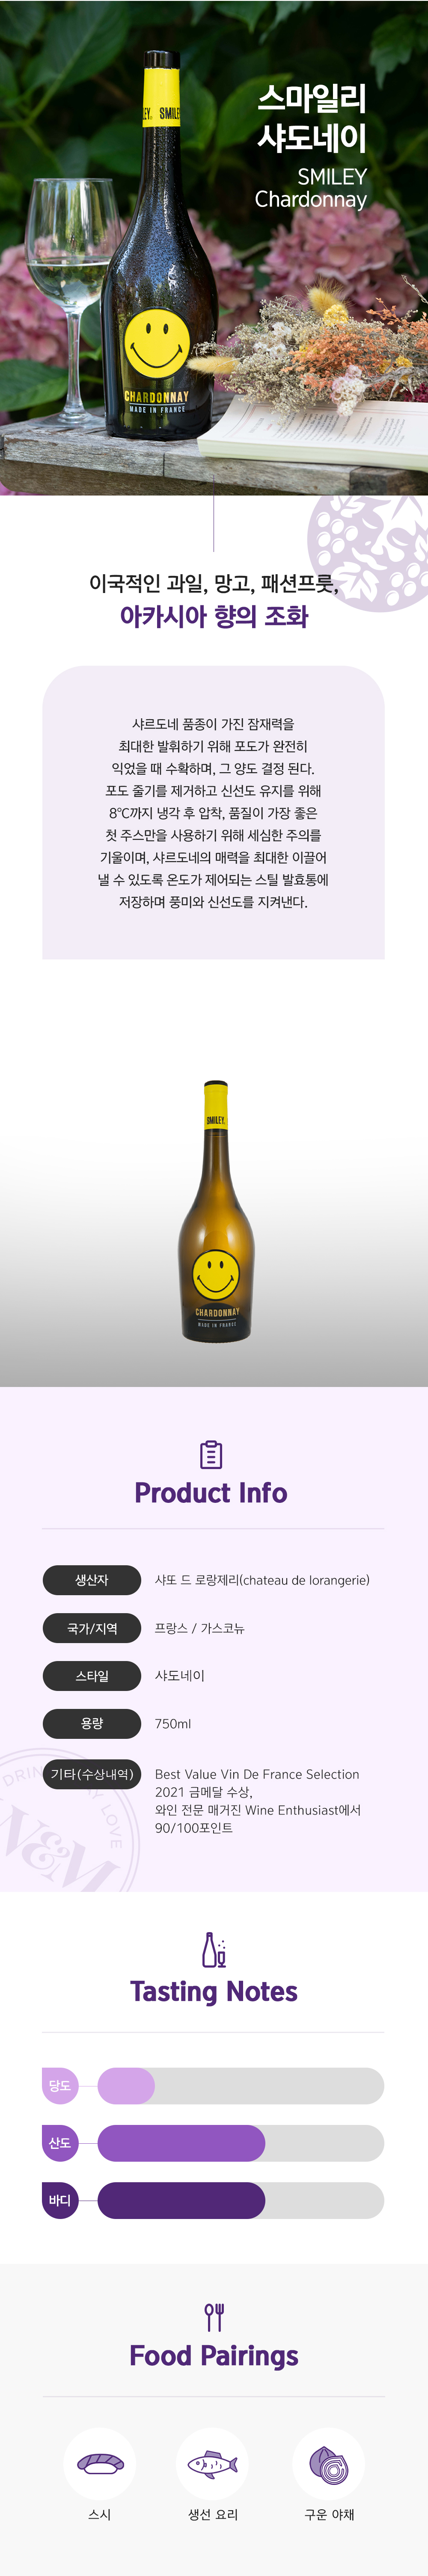 스마일리
샤도네이
SMILEY
Chardonnay
SMILEY
CHARDONNAY
MADE IN FRANCE
이국적인 과일, 망고, 패션프룻,
아카시아 향의 조화
샤르도네 품종이 가진 잠재력을
최대한 발휘하기 위해 포도가 완전히
익었을 때 수확하며, 그 양도 결정 된다.
포도 줄기를 제거하고 신선도 유지를 위해
8℃까지 냉각 후 압착, 품질이 가장 좋은
첫 주스만을 사용하기 위해 세심한 주의를
기울이며, 샤르도네의 매력을 최대한 이끌어
낼 수 있도록 온도가 제어되는 스틸 발효통에
저장하며 풍미와 신선도를 지켜낸다.
SMILEY
CHARDONNAY
MADE IN FRANCE
Product Info
생산자 샤또 드 로랑제리(chateau de lorangerie)
국가/지역 프랑스 / 가스코뉴
스타일 샤도네이
용량 750ml
기타(수상내역) Best Value Vin De France Selection
2021 금메달 수상,
와인 전문 매거진 Wine Enthusiast에서
90/100포인트
W&M
Tasting Notes
당도
산도
바디
Food Pairings
스시 생선 요리 구운 야채